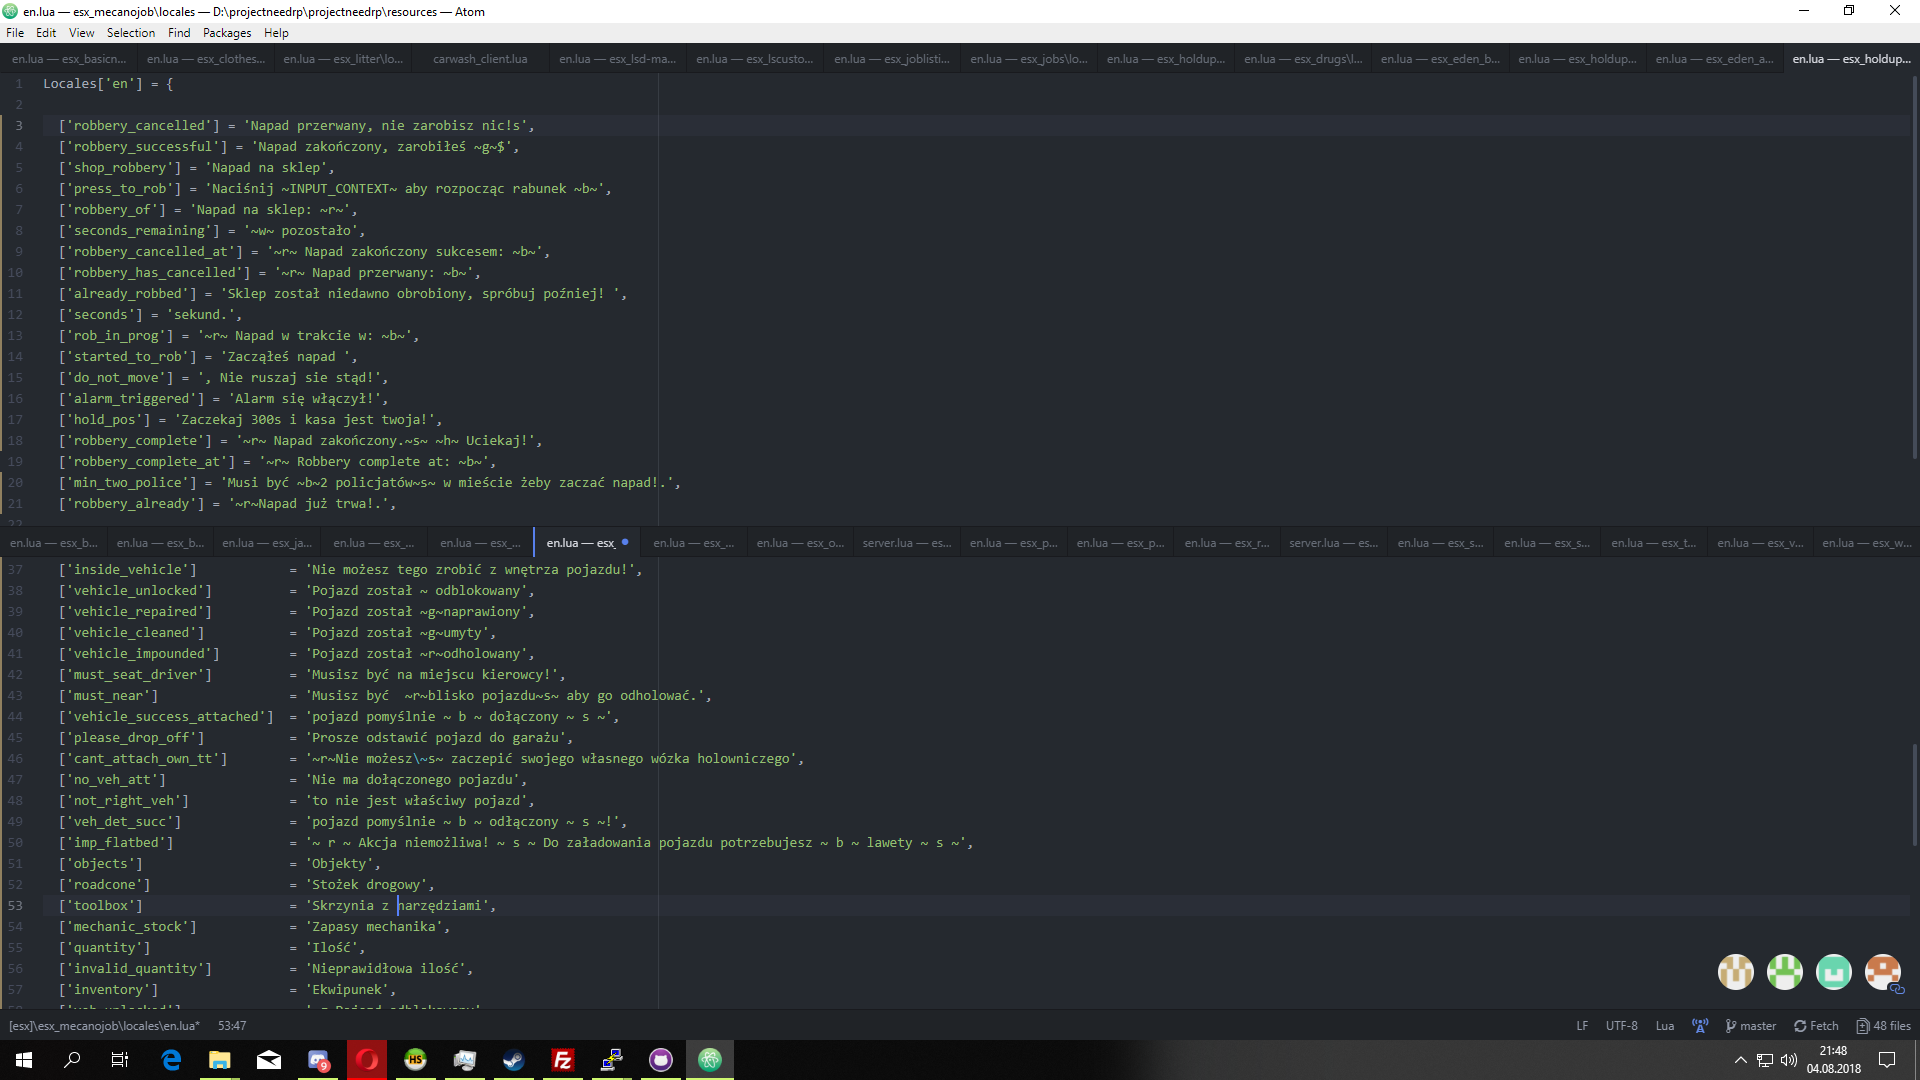 en.lua — esx_mecanojob\locales — D:\projectneedrp\projectneedrp\resources — Atom
File Edit View Selection Find Packages Help
en.lua — esx_basicn... en.lua — esx_clothes... en.lua — esx_litter\lo... carwash_client.lua en.lua — esx_lsd-ma... en.lua — esx_lscusto... en.lua — esx_joblisti... en.lua — esx_jobs\lo... en.lua — esx_holdup... en.lua — esx_drugs\l... en.lua — esx_eden_b... en.lua — esx_holdup... en.lua — esx_eden_a... en.lua — esx_holdup...
1 Locales['en'] = {
2
3 ['robbery_cancelled'] = 'Napad przerwany, nie zarobisz nic!s',
4 ['robbery_successful'] = 'Napad zakończony, zarobiłeś ~g~$',
5 ['shop_robbery'] = 'Napad na sklep',
6 ['press_to_rob'] = 'Naciśnij ~INPUT_CONTEXT~ aby rozpocząc rabunek ~b~',
7 ['robbery_of'] = 'Napad na sklep: ~r~',
8 ['seconds_remaining'] = '~w~ pozostało',
9 ['robbery_cancelled_at'] = '~r~ Napad zakończony sukcesem: ~b~',
10 ['robbery_has_cancelled'] = '~r~ Napad przerwany: ~b~',
11 ['already_robbed'] = 'Sklep został niedawno obrobiony, spróbuj poźniej! ',
12 ['seconds'] = 'sekund.',
13 ['rob_in_prog'] = '~r~ Napad w trakcie w: ~b~',
14 ['started_to_rob'] = 'Zacząłeś napad ',
15 ['do_not_move'] = ', Nie ruszaj sie stąd!',
16 ['alarm_triggered'] = 'Alarm się włączył!',
17 ['hold_pos'] = 'Zaczekaj 300s i kasa jest twoja!',
18 ['robbery_complete'] = '~r~ Napad zakończony.~s~ ~h~ Uciekaj!',
19 ['robbery_complete_at'] = '~r~ Robbery complete at: ~b~',
20 ['min_two_police'] = 'Musi być ~b~2 policjatów~s~ w mieście żeby zaczać napad!.',
21 ['robbery_already'] = '~r~Napad już trwa!.',
22
en.lua — esx_b... en.lua — esx_b... en.lua — esx_ja... en.lua — esx_... en.lua — esx_... en.lua — esx_ en.lua — esx_... en.lua — esx_o... server.lua — es... en.lua — esx_p... en.lua — esx_p... en.lua — esx_r... server.lua — es... en.lua — esx_s... en.lua — esx_s... en.lua — esx_t... en.lua — esx_v... en.lua — esx_w...
37 ['inside_vehicle'] = 'Nie możesz tego zrobić z wnętrza pojazdu!',
38 ['vehicle_unlocked'] = 'Pojazd został ~ odblokowany',
39 ['vehicle_repaired'] = 'Pojazd został ~g~naprawiony',
40 ['vehicle_cleaned'] = 'Pojazd został ~g~umyty',
41 ['vehicle_impounded'] = 'Pojazd został ~r~odholowany',
42 ['must_seat_driver'] = 'Musisz być na miejscu kierowcy!',
43 ['must_near'] = 'Musisz być  ~r~blisko pojazdu~s~ aby go odholować.',
44 ['vehicle_success_attached'] = 'pojazd pomyślnie ~ b ~ dołączony ~ s ~',
45 ['please_drop_off'] = 'Prosze odstawić pojazd do garażu',
46 ['cant_attach_own_tt'] = '~r~Nie możesz\~s~ zaczepić swojego własnego wózka holowniczego',
47 ['no_veh_att'] = 'Nie ma dołączonego pojazdu',
48 ['not_right_veh'] = 'to nie jest właściwy pojazd',
49 ['veh_det_succ'] = 'pojazd pomyślnie ~ b ~ odłączony ~ s ~!',
50 ['imp_flatbed'] = '~ r ~ Akcja niemożliwa! ~ s ~ Do załadowania pojazdu potrzebujesz ~ b ~ lawety ~ s ~',
51 ['objects'] = 'Objekty',
52 ['roadcone'] = 'Stożek drogowy',
53 ['toolbox'] = 'Skrzynia z narzędziami',
54 ['mechanic_stock'] = 'Zapasy mechanika',
55 ['quantity'] = 'Ilość',
56 ['invalid_quantity'] = 'Nieprawidłowa ilość',
57 ['inventory'] = 'Ekwipunek',
[esx]\esx_mecanojob\locales\en.lua* 53:47 LF UTF-8 Lua master Fetch 48 files
HS 9 Fz
21:48
04.08.2018